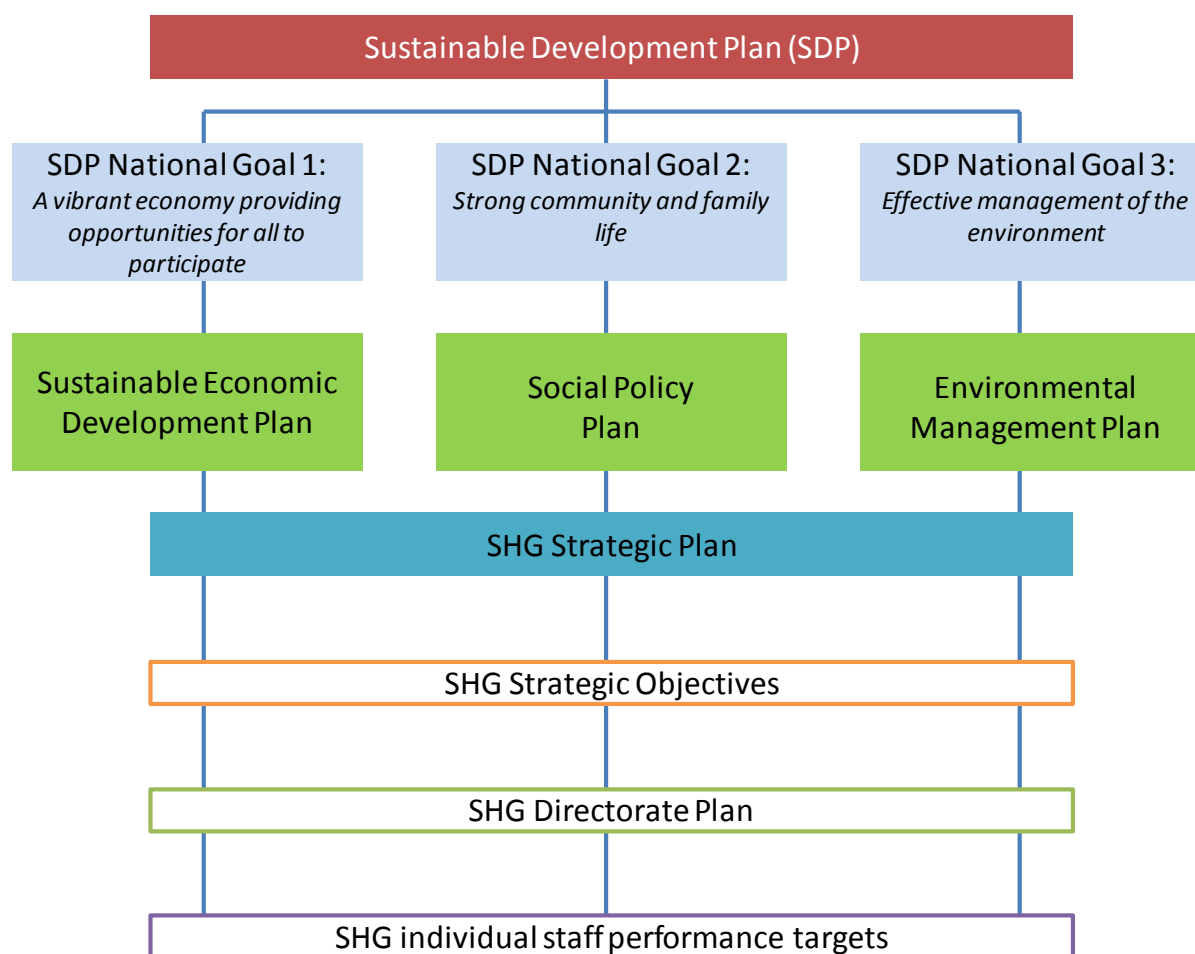 Sustainable Development Plan (SDP)
SDP National Goal 1:
A vibrant economy providing
opportunities for all to
participate
SDP National Goal 2:
Strong community and family
life
SDP National Goal 3:
Effective management of the
environment
Sustainable Economic
Development Plan
Social Policy
Plan
Environmental
Management Plan
SHG Strategic Plan
SHG Strategic Objectives
SHG Directorate Plan
SHG individual staff performance targets